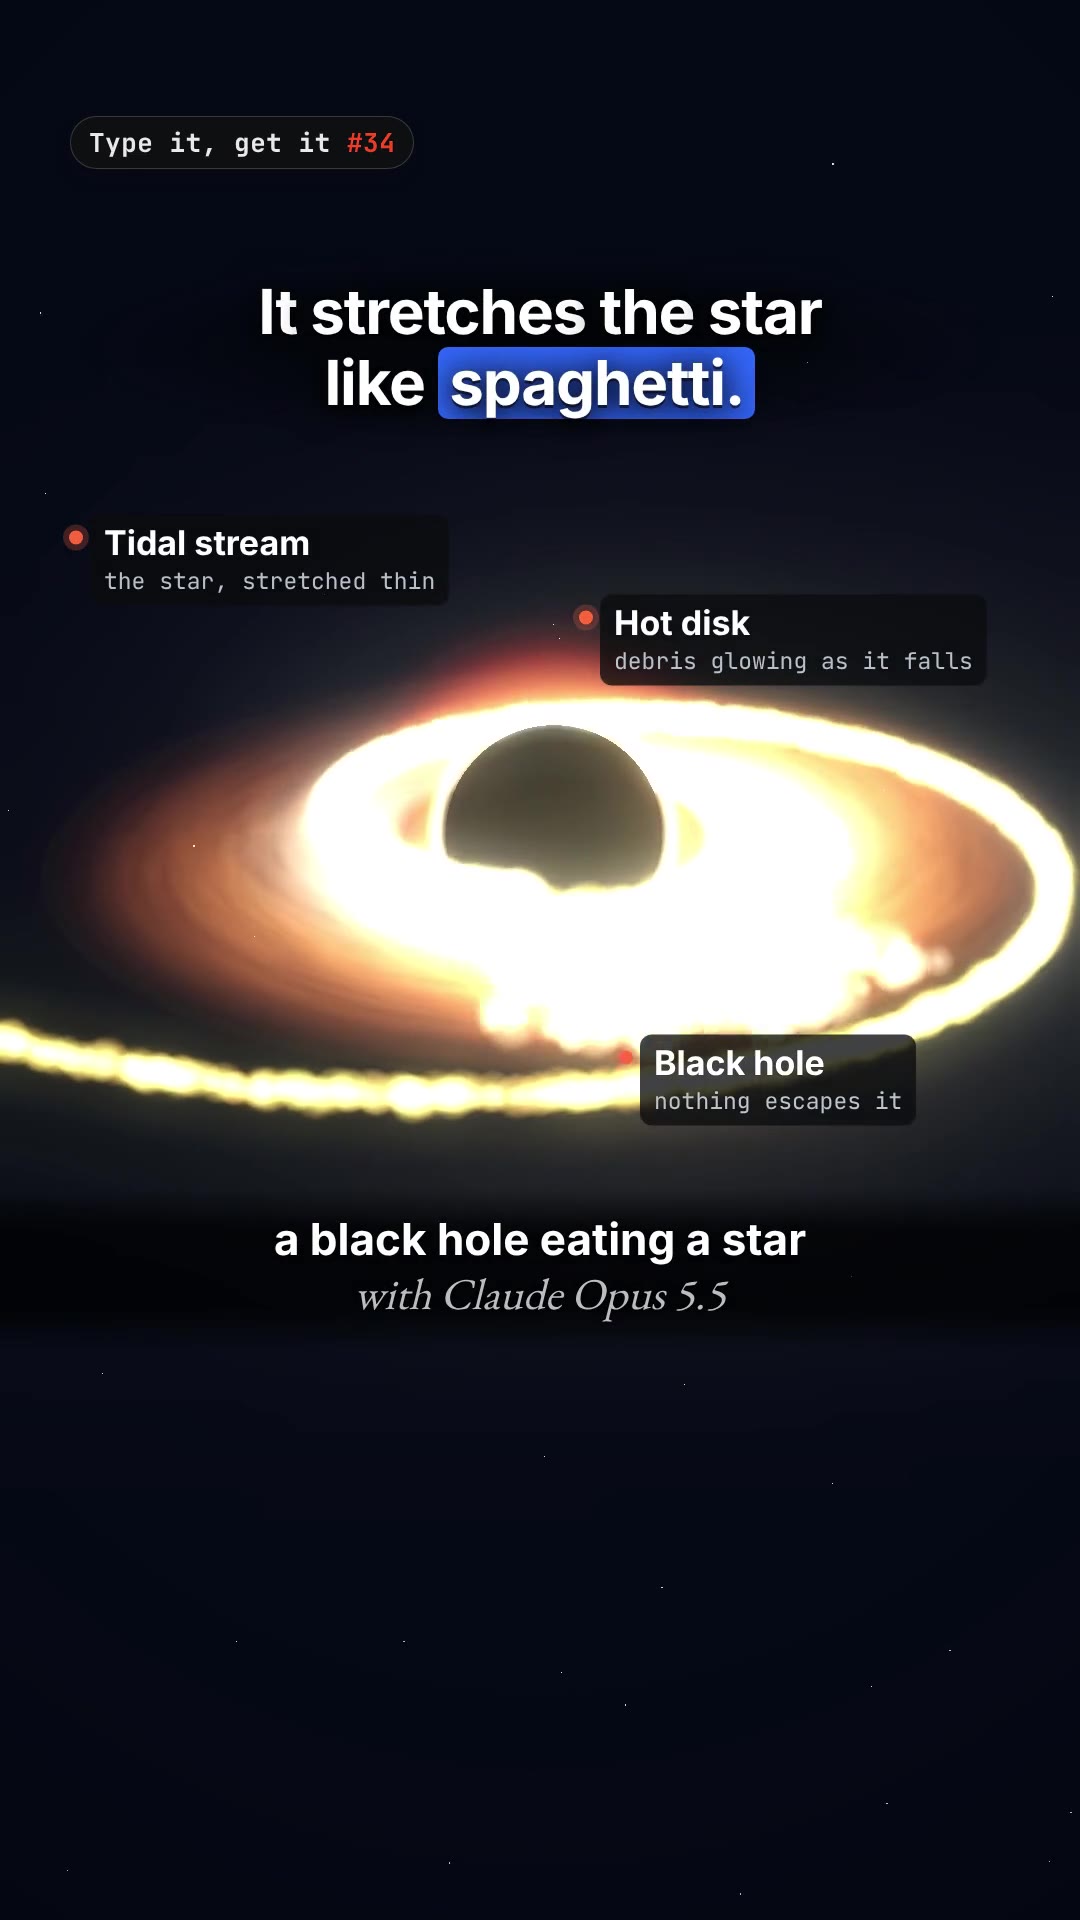 Type it, get it #34
It stretches the star
like spaghetti.
Tidal stream
the star, stretched thin
Hot disk
debris glowing as it falls
Black hole
nothing escapes it
a black hole eating a star
with Claude Opus 5.5